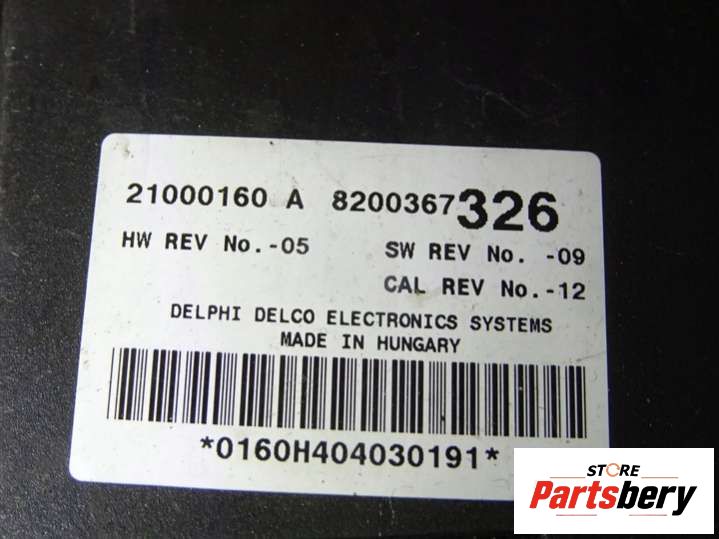 21000160 A 8200367326
HW REV No.-05 SW REV No. -09
CAL REV No.-12
DELPHI DELCO ELECTRONICS SYSTEMS
MADE IN HUNGARY
*0160H404030191*
STORE
Partsbery